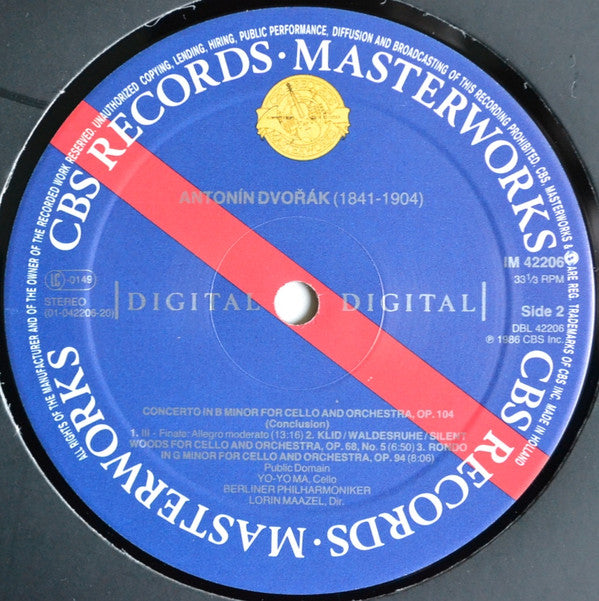 ALL RIGHTS OF THE MANUFACTURER AND OF THE OWNER OF THE RECORDED WORK RESERVED. UNAUTHORIZED COPYING, LENDING, HIRING, PUBLIC PERFORMANCE, DIFFUSION AND BROADCASTING OF THIS RECORDING PROHIBITED. CBS, MASTERWORKS & ARE REG. TRADEMARKS OF CBS INC. MADE IN HOLLAND
CBS RECORDS · MASTERWORKS
CBS RECORDS · MASTERWORKS
ANTONÍN DVOŘÁK (1841-1904)
IM 42206
33 1/3 RPM
LC -0149
STEREO
(01-042206-20)
DIGITAL DIGITAL
Side 2
DBL 42206
℗ 1986 CBS Inc.
CONCERTO IN B MINOR FOR CELLO AND ORCHESTRA, OP. 104
(Conclusion)
1. III - Finale: Allegro moderato (13:16) 2. KLID / WALDESRUHE / SILENT
WOODS FOR CELLO AND ORCHESTRA, OP. 68, No. 5 (6:50) 3. RONDO
IN G MINOR FOR CELLO AND ORCHESTRA, OP. 94 (8:06)
Public Domain
YO-YO MA, Cello
BERLINER PHILHARMONIKER
LORIN MAAZEL, Dir.